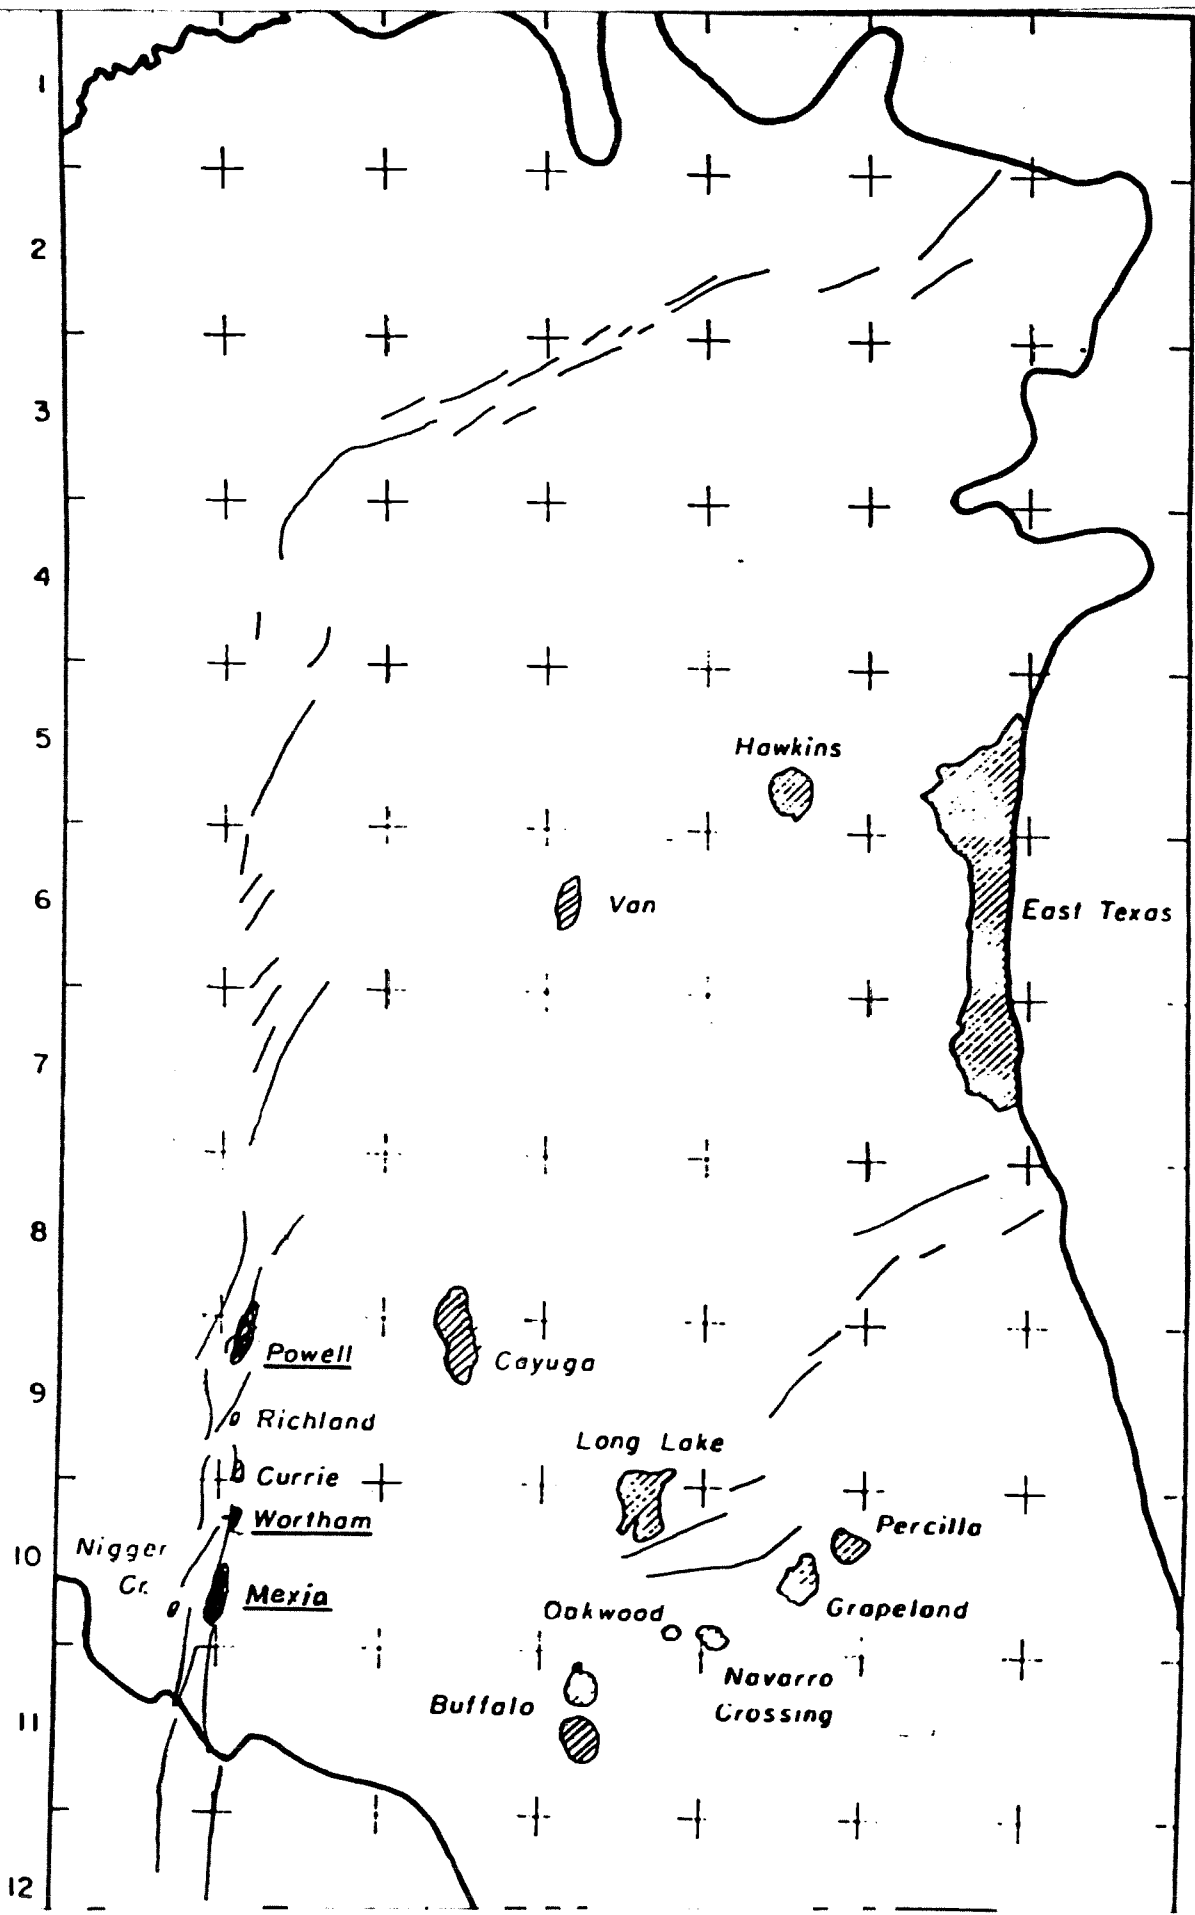 1
2
3
4
5
Hawkins
6
Van
East Texas
7
8
Powell
Cayuga
9
Richland
Long Lake
Currie
Wortham
Percilla
10
Nigger
Cr.
Mexia
Grapeland
Oakwood
Navarro
Crossing
Buffalo
11
12